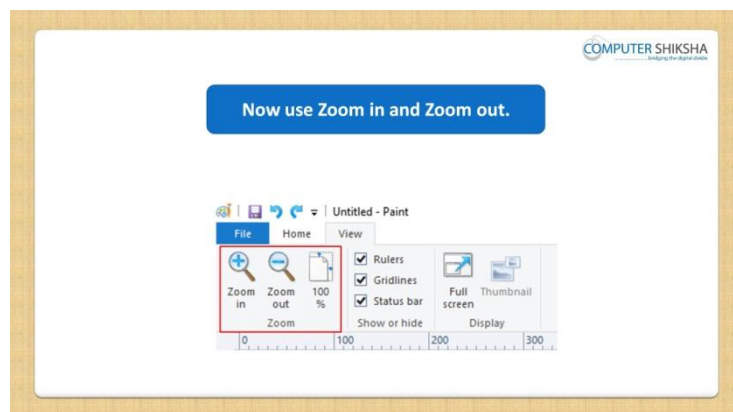 COMPUTER SHIKSHA
... bridging the digital divide
Now use Zoom in and Zoom out.
Untitled - Paint
File Home View
Zoom in
Zoom out
100 %
Zoom
Rulers
Gridlines
Status bar
Show or hide
Full screen
Thumbnail
Display
0 100 200 300